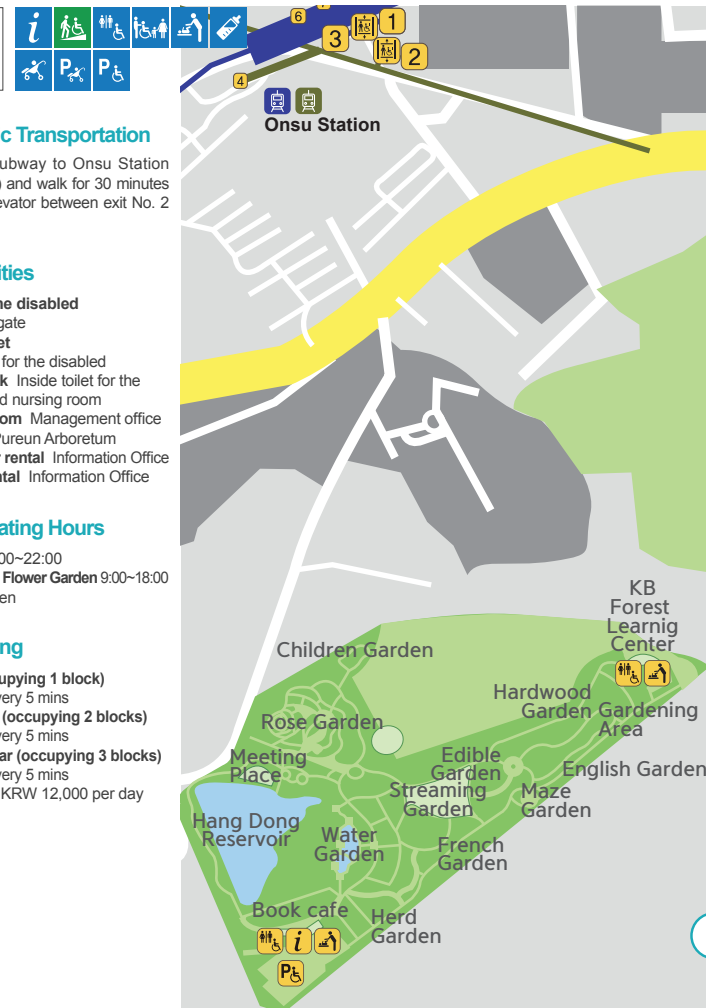 i
P
P
c Transportation
ubway to Onsu Station
) and walk for 30 minutes
evator between exit No. 2
ities
ne disabled
gate
et
for the disabled
k Inside toilet for the
d nursing room
om Management office
Pureun Arboretum
r rental Information Office
ntal Information Office
ating Hours
00~22:00
Flower Garden 9:00~18:00
en
ng
upying 1 block)
very 5 mins
(occupying 2 blocks)
very 5 mins
ar (occupying 3 blocks)
very 5 mins
KRW 12,000 per day
6
1
3
2
4
Onsu Station
KB
Forest
Learnig
Center
Children Garden
Hardwood
Garden
Gardening
Area
Rose Garden
Meeting
Place
Edible
Garden
English Garden
Streaming
Garden
Maze
Garden
Hang Dong
Reservoir
Water
Garden
French
Garden
Book cafe
Herd
Garden
i
P